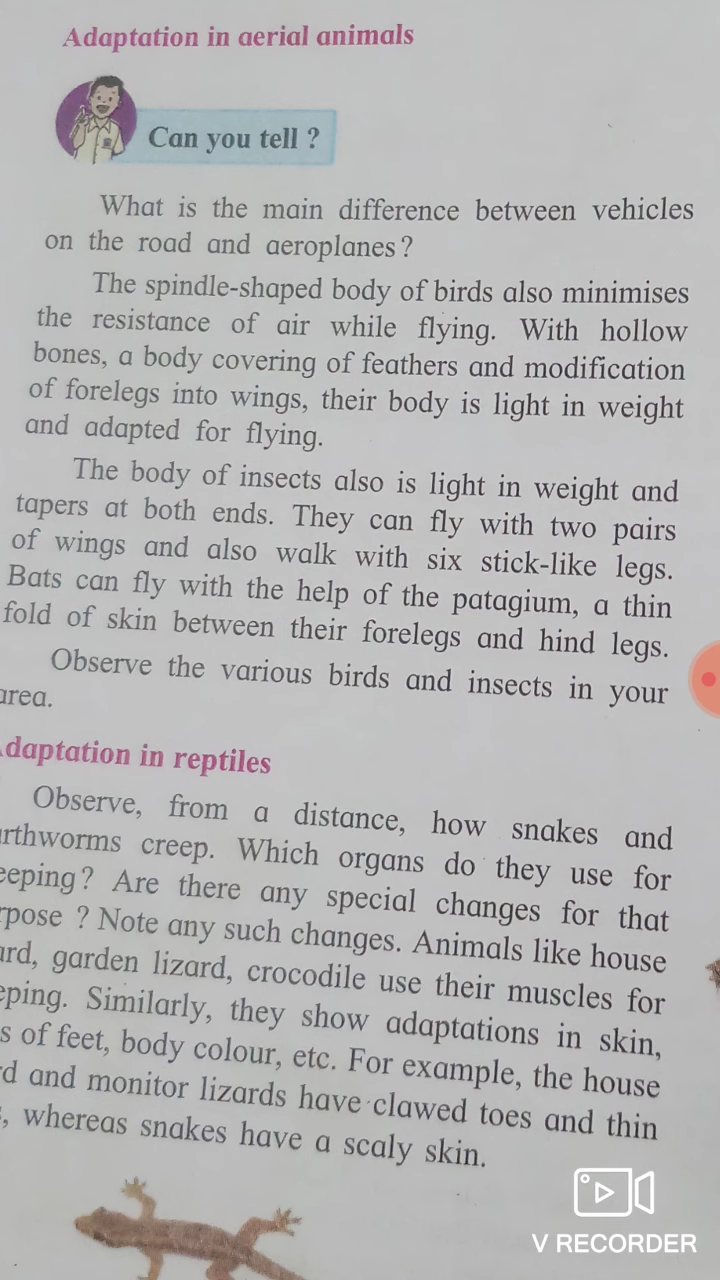 Adaptation in aerial animals
Can you tell ?
What is the main difference between vehicles
on the road and aeroplanes?
The spindle-shaped body of birds also minimises
the resistance of air while flying. With hollow
bones, a body covering of feathers and modification
of forelegs into wings, their body is light in weight
and adapted for flying.
The body of insects also is light in weight and
tapers at both ends. They can fly with two pairs
of wings and also walk with six stick-like legs.
Bats can fly with the help of the patagium, a thin
fold of skin between their forelegs and hind legs.
Observe the various birds and insects in your
area.
daptation in reptiles
Observe, from a distance, how snakes and
rthworms creep. Which organs do they use for
eeping? Are there any special changes for that
rpose ? Note any such changes. Animals like house
ard, garden lizard, crocodile use their muscles for
eping. Similarly, they show adaptations in skin,
s of feet, body colour, etc. For example, the house
d and monitor lizards have clawed toes and thin
, whereas snakes have a scaly skin.
V RECORDER